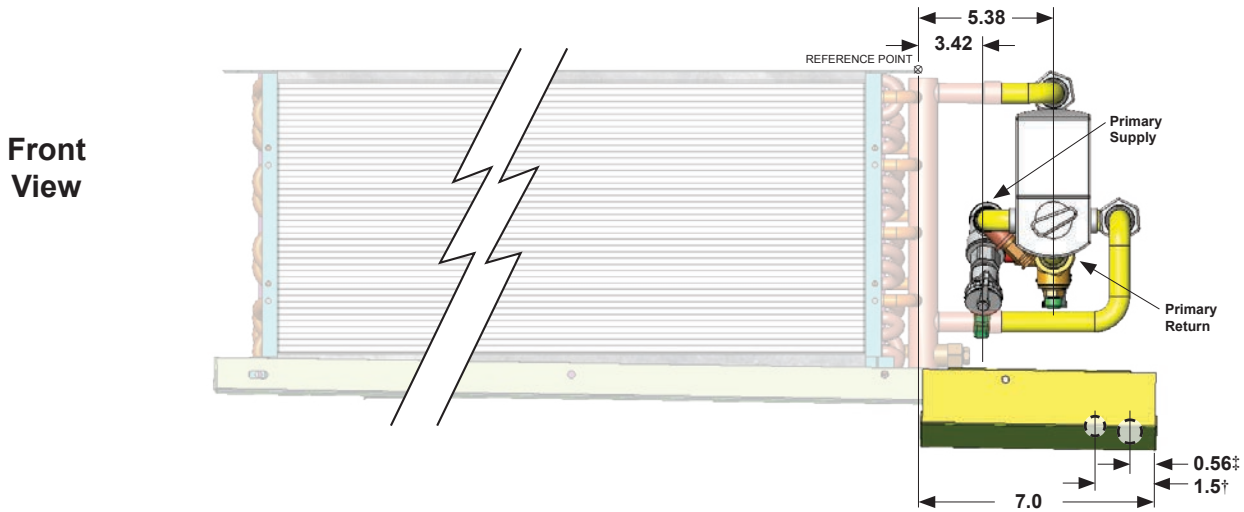 5.38
3.42
REFERENCE POINT
Front
View
Primary
Supply
Primary
Return
0.56‡
1.5†
7.0